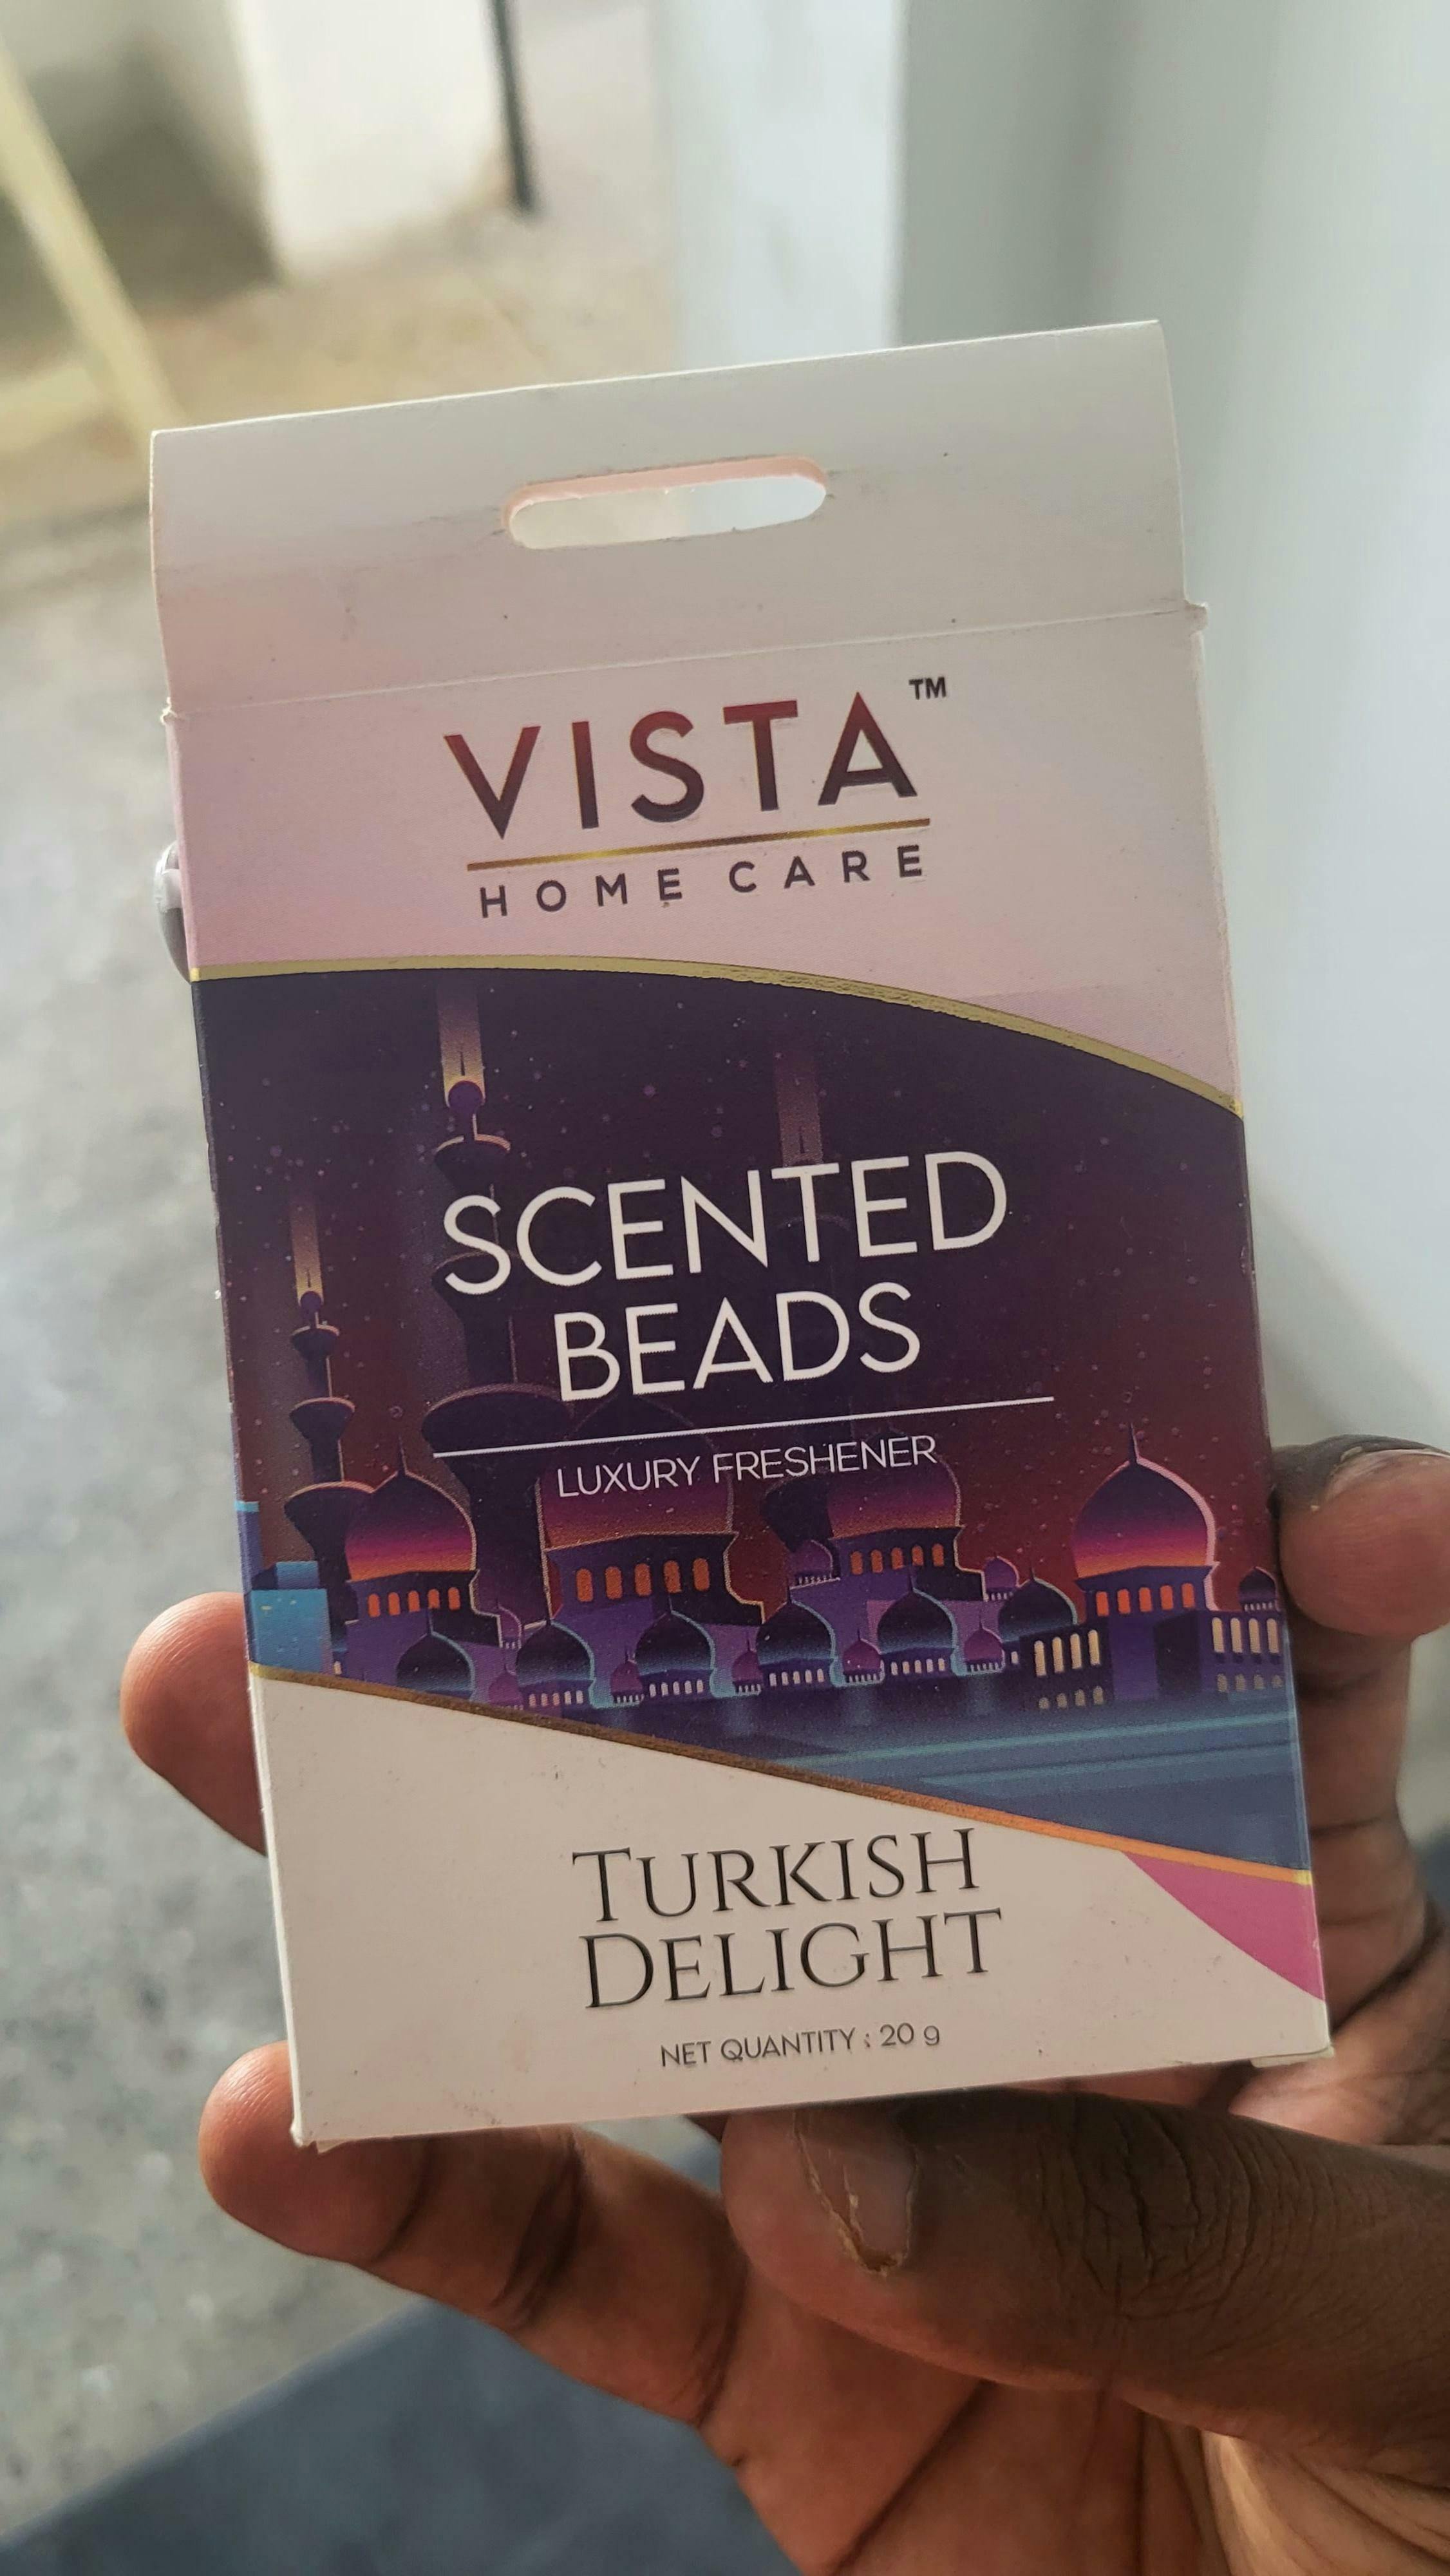 VISTA™
HOME CARE
SCENTED
BEADS
LUXURY FRESHENER
TURKISH
DELIGHT
NET QUANTITY : 20 g